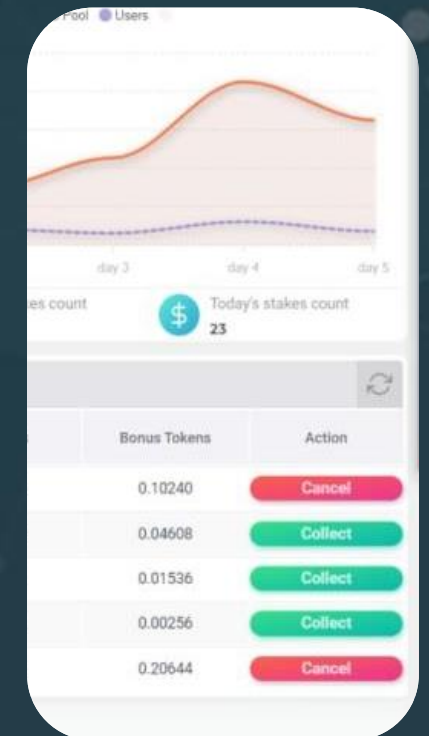 Pool Users
day 3 day 4 day 5
es count Today's stakes count
23
Bonus Tokens Action
0.10240 Cancel
0.04608 Collect
0.01536 Collect
0.00256 Collect
0.20644 Cancel